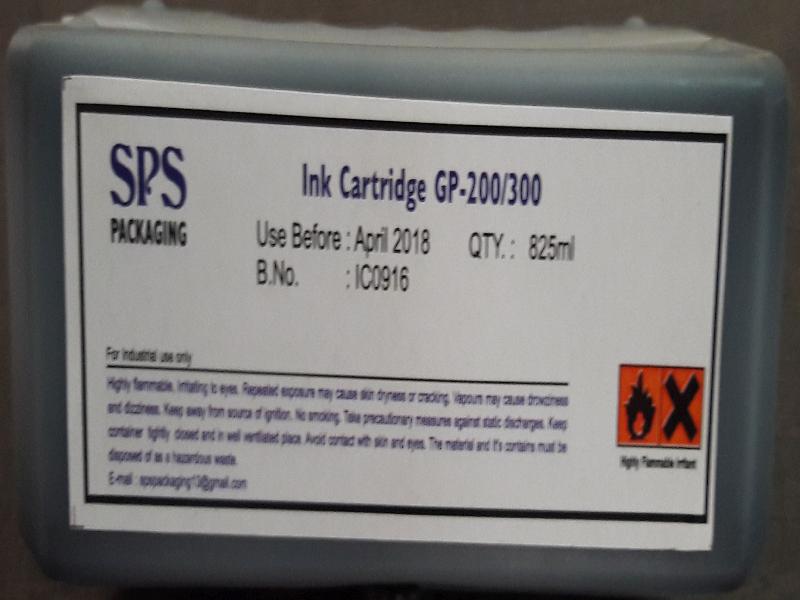 SPS
PACKAGING
Ink Cartridge GP-200/300
Use Before : April 2018 QTY. : 825ml
B.No. : IC0916
For Industrial use only
Highly flammable. Irritating to eyes. Repeated exposure may cause skin dryness or cracking. Vapours may cause drowziness
and dizziness. Keep away from source of ignition. No smoking. Take precautionary measures against static discharges. Keep
container tightly closed and in well ventilated place. Avoid contact with skin and eyes. The material and It's contains must be
disposed of as a hazardous waste.
E-mail : spspackaging13@gmail.com
Highly Flammable Irritant